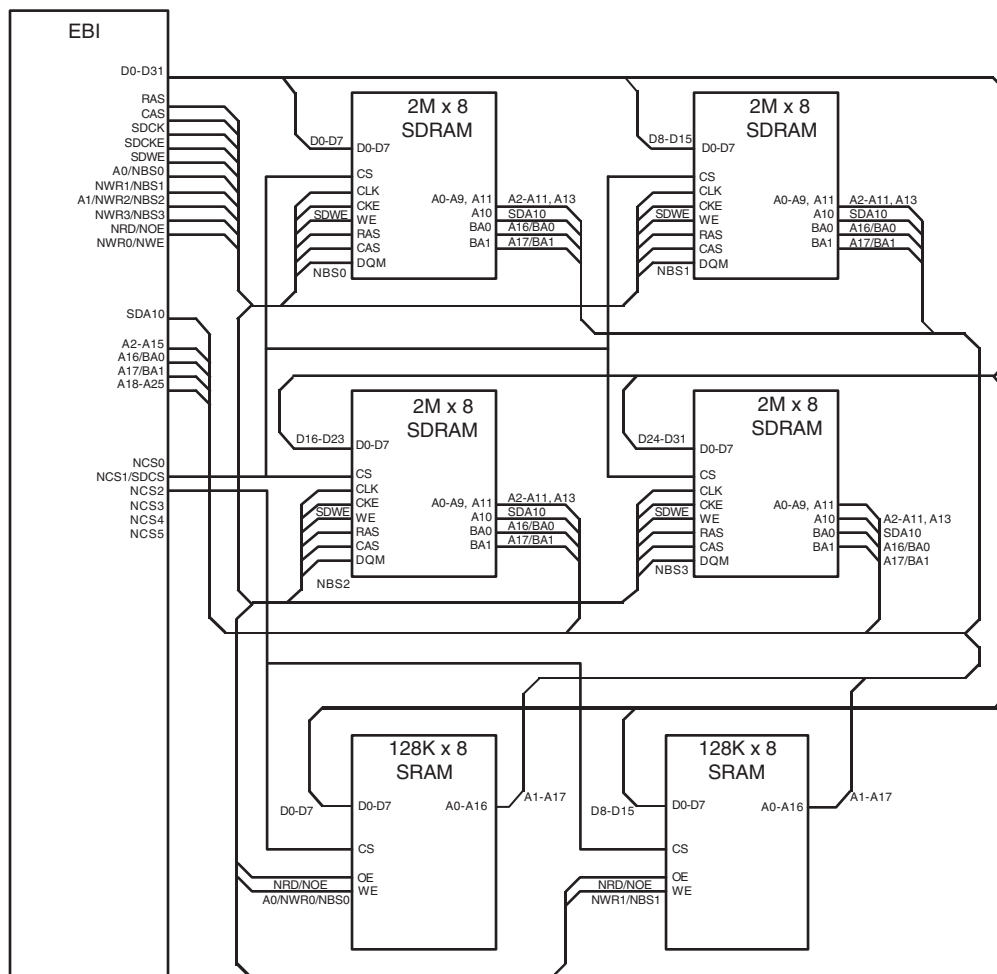 EBI
D0-D31
RAS
CAS
SDCK
SDCKE
SDWE
A0/NBS0
NWR1/NBS1
A1/NWR2/NBS2
NWR3/NBS3
NRD/NOE
NWR0/NWE
SDA10
A2-A15
A16/BA0
A17/BA1
A18-A25
NCS0
NCS1/SDCS
NCS2
NCS3
NCS4
NCS5
2M x 8
SDRAM
D0-D7
D0-D7
CS
CLK
CKE
SDWE
WE
RAS
CAS
DQM
NBS0
A0-A9, A11
A10
BA0
BA1
A2-A11, A13
SDA10
A16/BA0
A17/BA1
2M x 8
SDRAM
D8-D15
D0-D7
CS
CLK
CKE
SDWE
WE
RAS
CAS
DQM
NBS1
A0-A9, A11
A10
BA0
BA1
A2-A11, A13
SDA10
A16/BA0
A17/BA1
2M x 8
SDRAM
D16-D23
D0-D7
CS
CLK
CKE
SDWE
WE
RAS
CAS
DQM
NBS2
A0-A9, A11
A10
BA0
BA1
A2-A11, A13
SDA10
A16/BA0
A17/BA1
2M x 8
SDRAM
D24-D31
D0-D7
CS
CLK
CKE
SDWE
WE
RAS
CAS
DQM
NBS3
A0-A9, A11
A10
BA0
BA1
A2-A11, A13
SDA10
A16/BA0
A17/BA1
128K x 8
SRAM
D0-D7
D0-D7
CS
OE
WE
NRD/NOE
A0/NWR0/NBS0
A0-A16
A1-A17
128K x 8
SRAM
D8-D15
D0-D7
CS
OE
WE
NRD/NOE
NWR1/NBS1
A0-A16
A1-A17